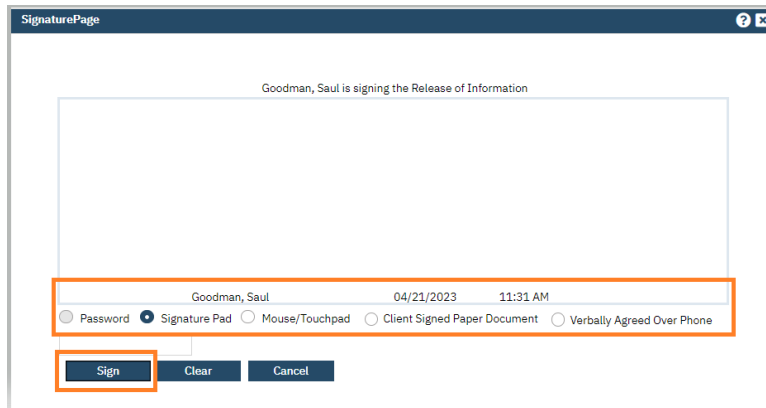 SignaturePage
Goodman, Saul is signing the Release of Information
Goodman, Saul 04/21/2023 11:31 AM
Password Signature Pad Mouse/Touchpad Client Signed Paper Document Verbally Agreed Over Phone
Sign Clear Cancel